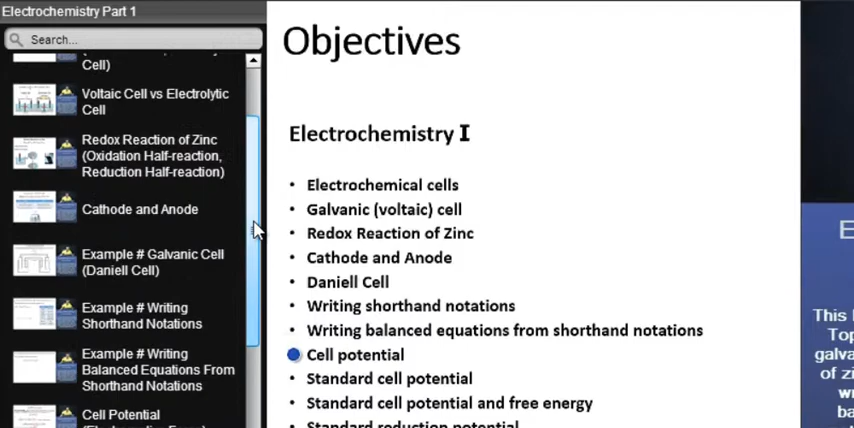 Electrochemistry Part 1
Search...
Cell)
Voltaic Cell vs Electrolytic
Cell
Redox Reaction of Zinc
(Oxidation Half-reaction,
Reduction Half-reaction)
Cathode and Anode
Example # Galvanic Cell
(Daniell Cell)
Example # Writing
Shorthand Notations
Example # Writing
Balanced Equations From
Shorthand Notations
Cell Potential
Objectives
Electrochemistry I
• Electrochemical cells
• Galvanic (voltaic) cell
• Redox Reaction of Zinc
• Cathode and Anode
• Daniell Cell
• Writing shorthand notations
• Writing balanced equations from shorthand notations
Cell potential
• Standard cell potential
• Standard cell potential and free energy
• Standard reduction potential
E
This
Top
galva
of zi
w
ba